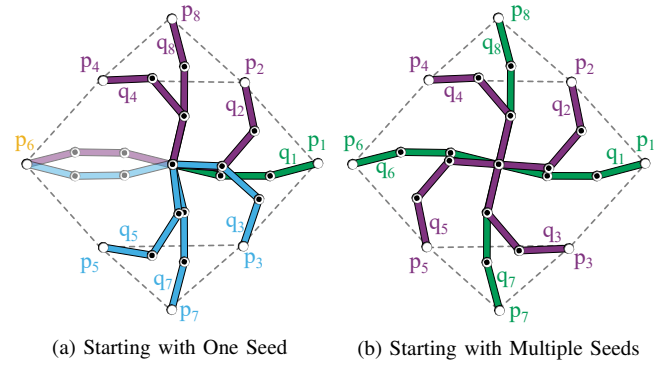 p8 p8
q8 q8
p4 p2 p4 p2
q4 q2 q4 q2
p6 q1 p1 p6 q6 q1 p1
q5 q3 q5 q3
p5 q7 p3 p5 q7 p3
p7 p7
(a) Starting with One Seed (b) Starting with Multiple Seeds